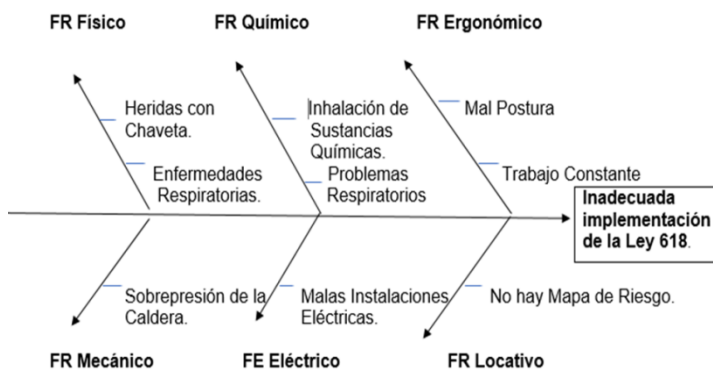 FR Físico
FR Químico
FR Ergonómico
Heridas con
Chaveta.
Enfermedades
Respiratorias.
Inhalación de
Sustancias
Químicas.
Problemas
Respiratorios
Mal Postura
Trabajo Constante
Inadecuada
implementación
de la Ley 618.
Sobrepresión de la
Caldera.
Malas Instalaciones
Eléctricas.
No hay Mapa de Riesgo.
FR Mecánico
FE Eléctrico
FR Locativo